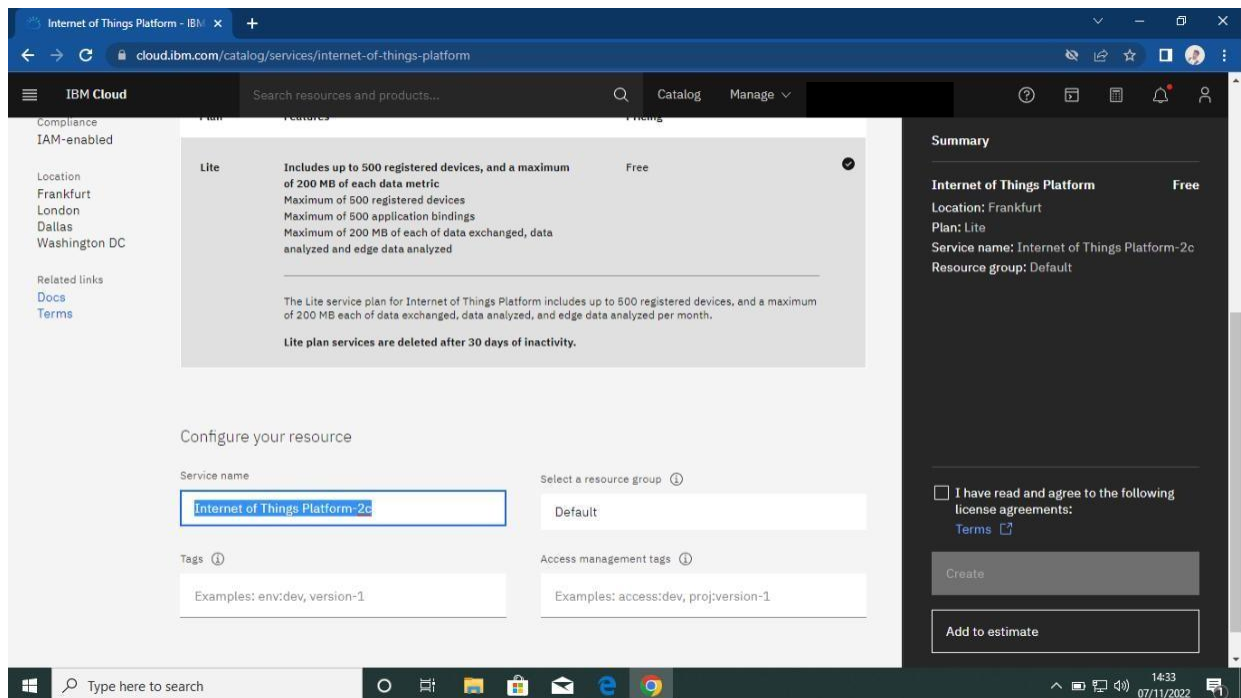 Internet of Things Platform - IBM
cloud.ibm.com/catalog/services/internet-of-things-platform
IBM Cloud
Search resources and products...
Catalog
Manage
Compliance
IAM-enabled
Location
Frankfurt
London
Dallas
Washington DC
Related links
Docs
Terms
Plan
Features
Pricing
Lite
Includes up to 500 registered devices, and a maximum
of 200 MB of each data metric
Free
Maximum of 500 registered devices
Maximum of 500 application bindings
Maximum of 200 MB of each of data exchanged, data
analyzed and edge data analyzed
The Lite service plan for Internet of Things Platform includes up to 500 registered devices, and a maximum
of 200 MB each of data exchanged, data analyzed, and edge data analyzed per month.
Lite plan services are deleted after 30 days of inactivity.
Configure your resource
Service name
Internet of Things Platform-2c
Select a resource group
Default
Tags
Examples: env:dev, version-1
Access management tags
Examples: access:dev, proj:version-1
Summary
Internet of Things Platform Free
Location: Frankfurt
Plan: Lite
Service name: Internet of Things Platform-2c
Resource group: Default
I have read and agree to the following
license agreements:
Terms
Create
Add to estimate
Type here to search
14:33
07/11/2022
1